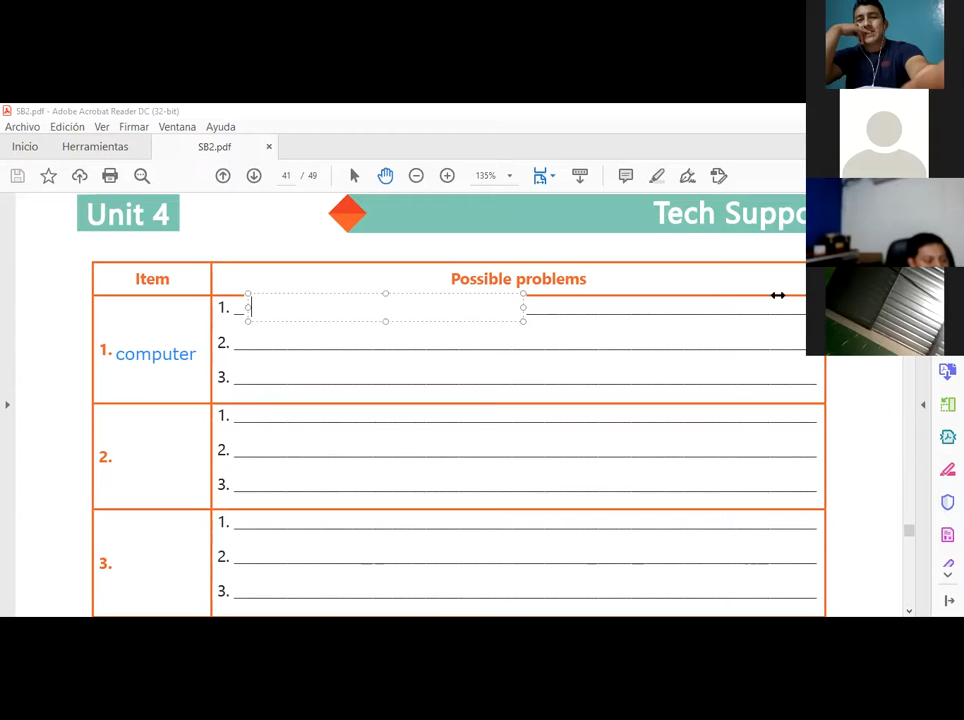 SB2.pdf - Adobe Acrobat Reader DC (32-bit)
Archivo Edición Ver Firmar Ventana Ayuda
Inicio Herramientas SB2.pdf ×
41 / 49 135%
Unit 4 Tech Suppo
Item Possible problems
1. computer
1.
2.
3.
2.
1.
2.
3.
3.
1.
2.
3.